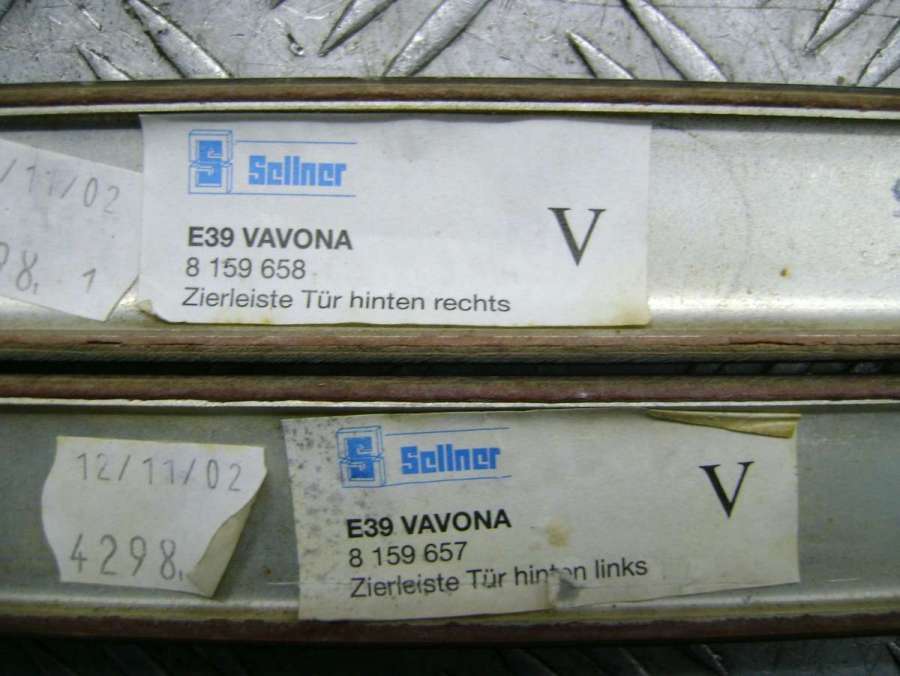 /11/02
98, 1
S Sellner
E39 VAVONA
8 159 658
Zierleiste Tür hinten rechts
V
12/11/02
4298,
S Sellner
E39 VAVONA
8 159 657
Zierleiste Tür hinten links
V